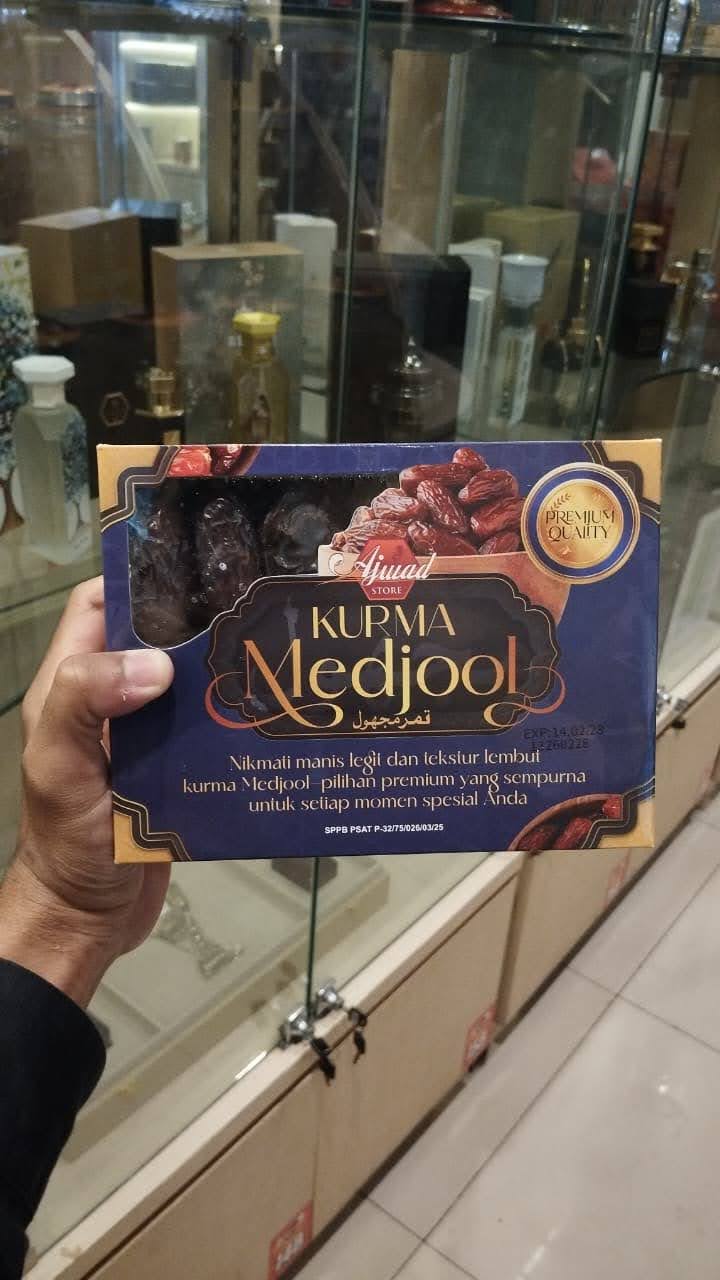 PREMIUM
QUALITY
Ajwad
STORE
KURMA
Medjool
تمر مجهول
EXP:14.02.28
12260228
Nikmati manis legit dan tekstur lembut
kurma Medjool–pilihan premium yang sempurna
untuk setiap momen spesial Anda
SPPB PSAT P-32/75/026/03/25